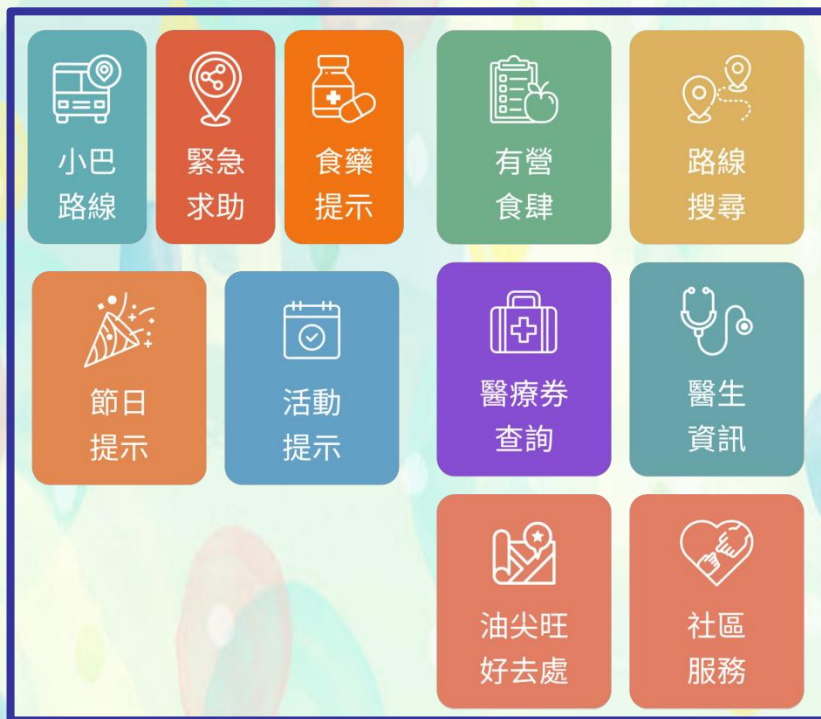 小巴
路線
緊急
求助
食藥
提示
有營
食肆
路線
搜尋
節日
提示
活動
提示
醫療券
查詢
醫生
資訊
油尖旺
好去處
社區
服務